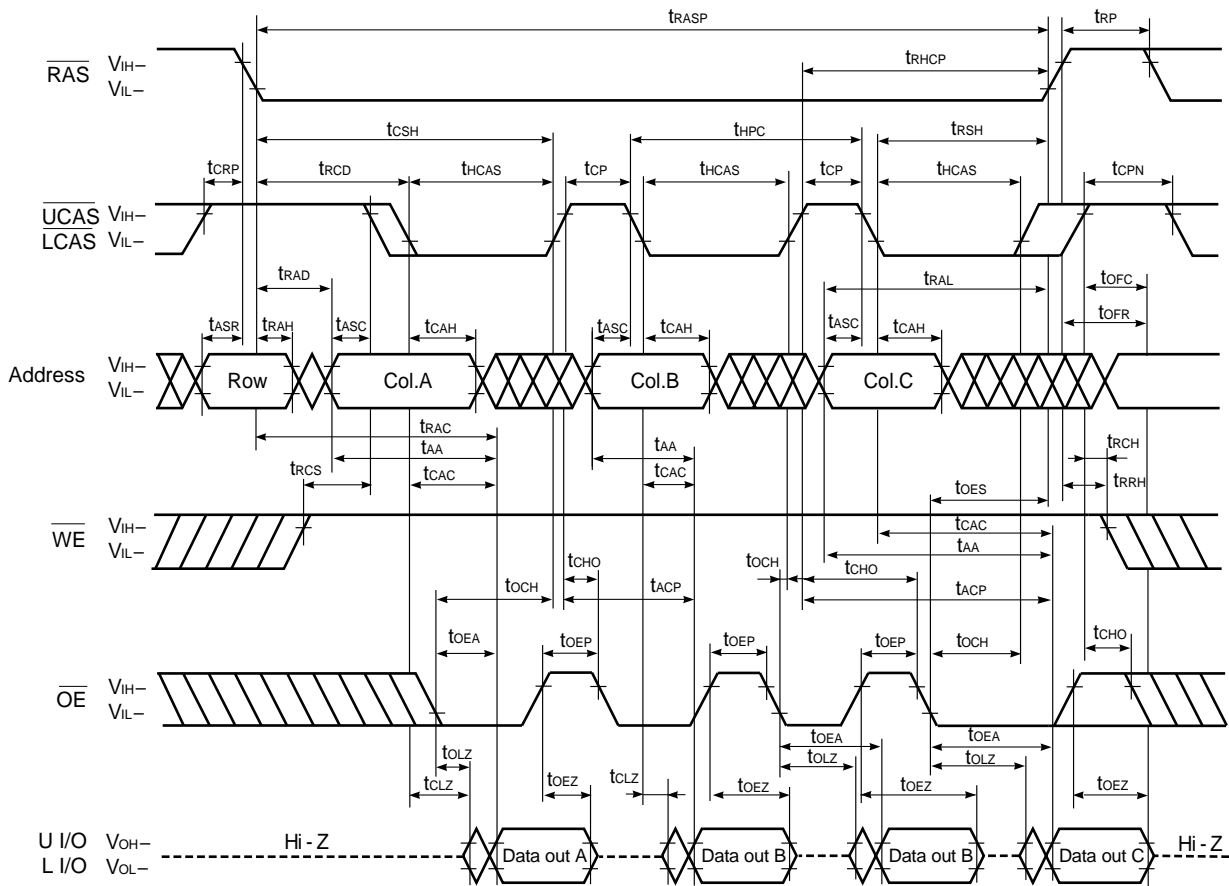 tRASP tRP
RAS VIH– VIL–
tRHCP
tCSH tHPC tRSH
tCRP tRCD tHCAS tCP tHCAS tCP tHCAS tCPN
UCAS LCAS VIH– VIL–
tRAD tRAL tOFC
tOFR
tASR tRAH tASC tCAH tASC tCAH tASC tCAH
Address VIH– VIL– Row Col.A Col.B Col.C
tRAC
tAA tAA tRCH
tRCS tCAC tCAC tRRH
tOES
WE VIH– VIL–
tCAC
tAA
tCHO tOCH tCHO
tOCH tACP tACP
tOEA tOEP tOEP tOEP tOCH tCHO
OE VIH– VIL–
tOEA tOEA
tOLZ tOLZ tOLZ
tCLZ tOEZ tCLZ tOEZ tOEZ tOEZ
U I/O VOH–
L I/O VOL–
Hi - Z Data out A Data out B Data out B Data out C Hi - Z